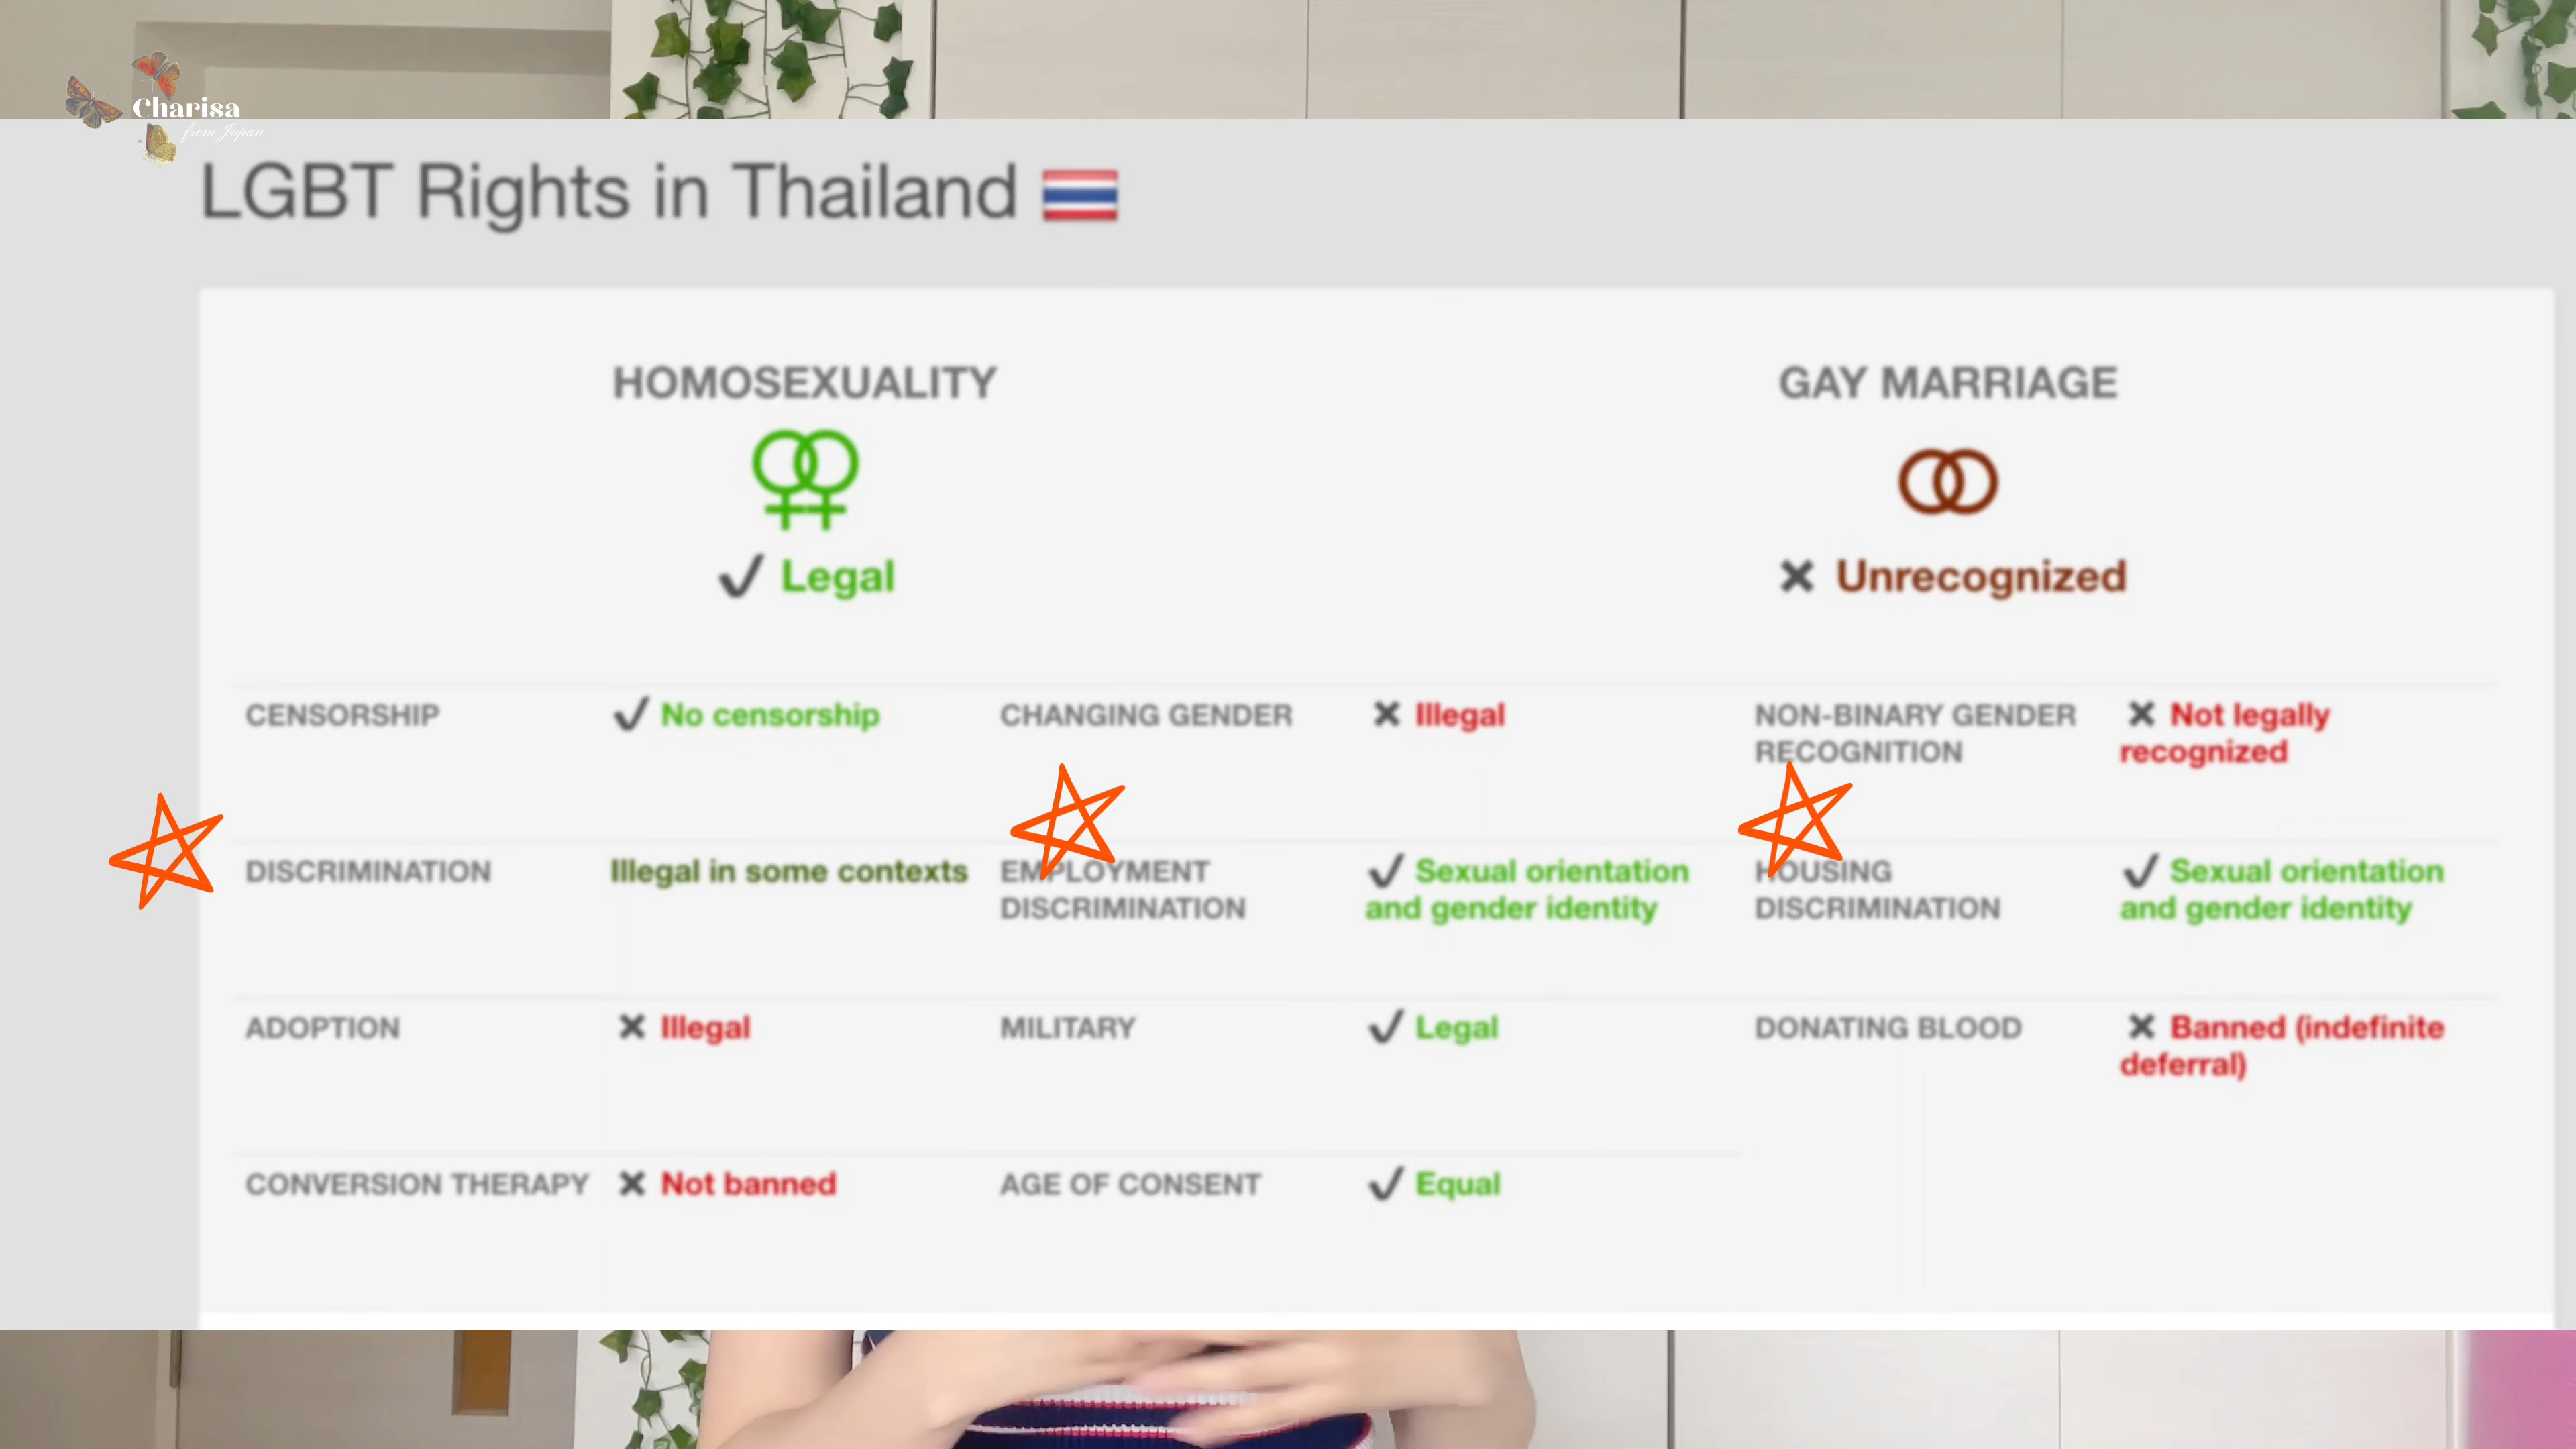 Charisa
from Japan
LGBT Rights in Thailand
HOMOSEXUALITY
GAY MARRIAGE
✔ Legal
✖ Unrecognized
CENSORSHIP
✔ No censorship
CHANGING GENDER
✖ Illegal
NON-BINARY GENDER
RECOGNITION
✖ Not legally
recognized
DISCRIMINATION
Illegal in some contexts
EMPLOYMENT
DISCRIMINATION
✔ Sexual orientation
and gender identity
HOUSING
DISCRIMINATION
✔ Sexual orientation
and gender identity
ADOPTION
✖ Illegal
MILITARY
✔ Legal
DONATING BLOOD
✖ Banned (indefinite
deferral)
CONVERSION THERAPY
✖ Not banned
AGE OF CONSENT
✔ Equal